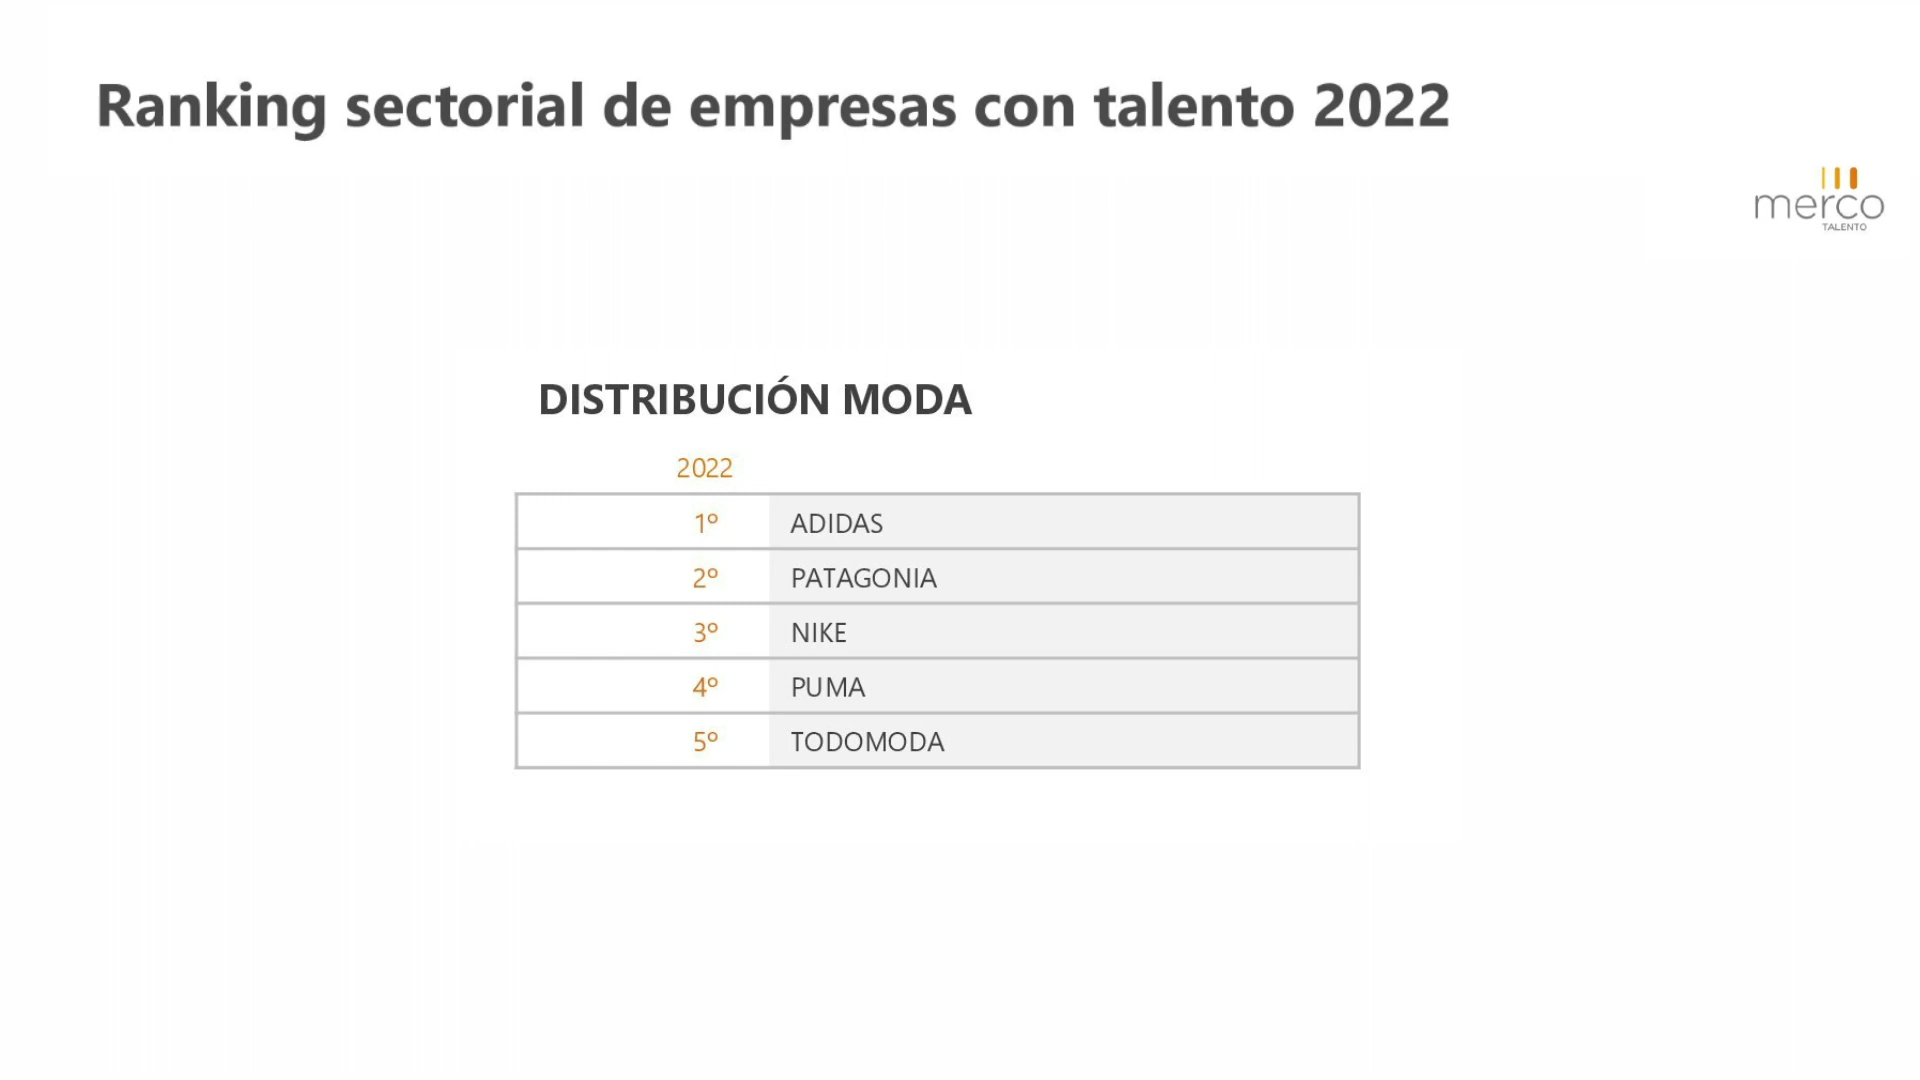 Ranking sectorial de empresas con talento 2022
merco
TALENTO
DISTRIBUCIÓN MODA
2022
1º ADIDAS
2º PATAGONIA
3º NIKE
4º PUMA
5º TODOMODA